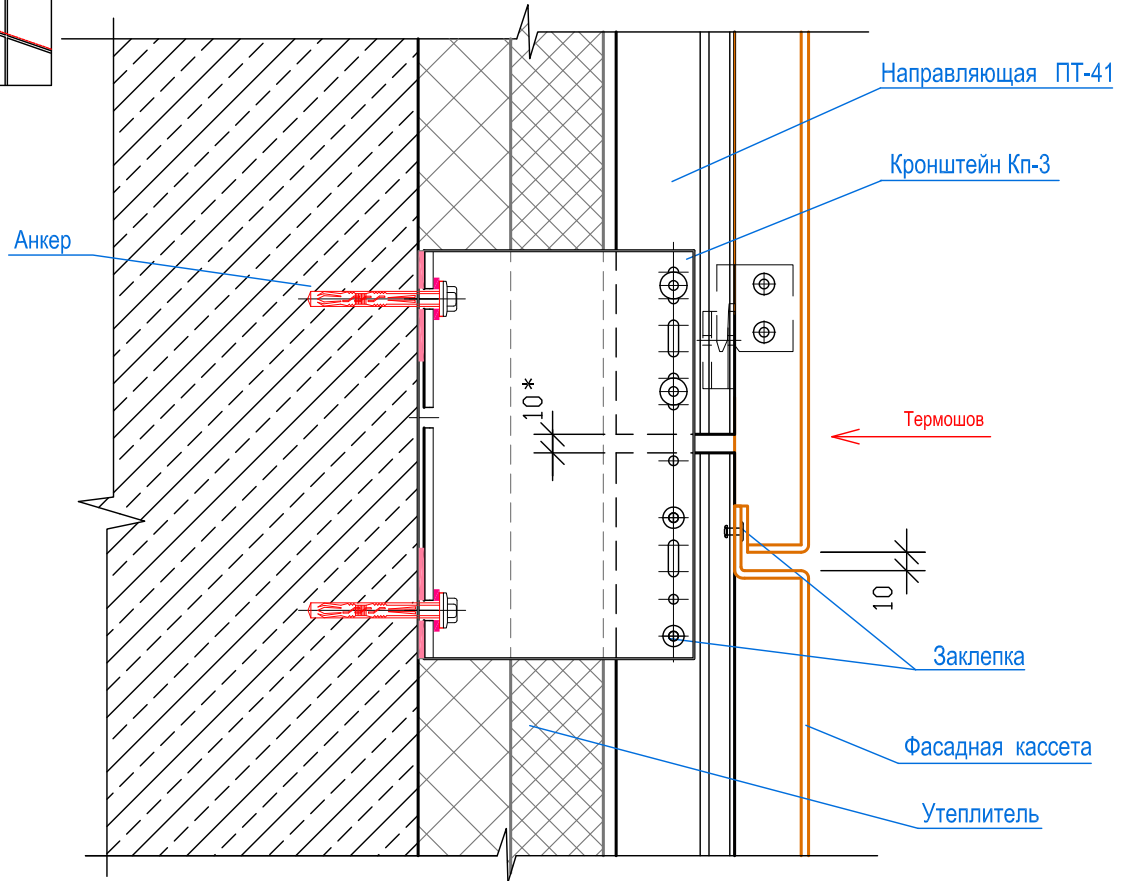 Направляющая ПТ-41
Кронштейн Кп-3
Анкер
10*
Термошов
10
Заклепка
Фасадная кассета
Утеплитель